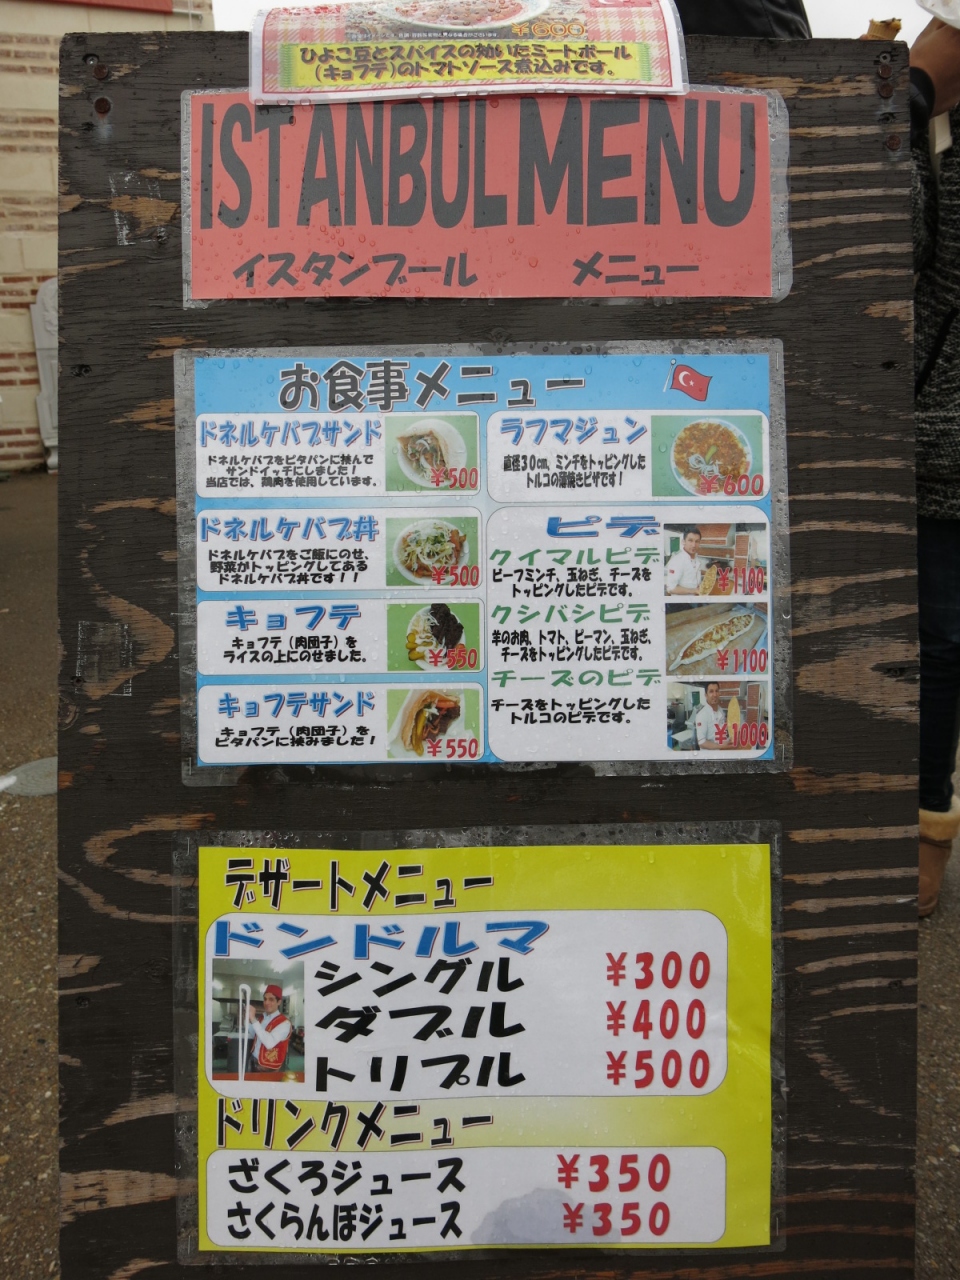 ¥600
ひよこ豆とスパイスの効いたミートボール
(キョフテ)のトマトソース煮込みです。
ISTANBUL MENU
イスタンブール メニュー
お食事メニュー
ドネルケバブサンド
ドネルケバブをピタパンに挟んで
サンドイッチにしました!
当店では、鶏肉を使用しています。
¥500
ドネルケバブ丼
ドネルケバブをご飯にのせ、
野菜がトッピングしてある
ドネルケバブ丼です!!
¥500
キョフテ
キョフテ(肉団子)を
ライスの上にのせました。
¥550
キョフテサンド
キョフテ(肉団子)を
ピタパンに挟みました!
¥550
ラフマジュン
直径30cm、ミンチをトッピングした
トルコの薄焼きピザです!
¥600
ピデ
クイマルピデ
ビーフミンチ、玉ねぎ、チーズを
トッピングしたピデです。
¥1100
クシバシピデ
羊のお肉、トマト、ピーマン、玉ねぎ、
チーズをトッピングしたピデです。
¥1100
チーズのピデ
チーズをトッピングした
トルコのピデです。
¥1000
デザートメニュー
ドンドルマ
シングル ¥300
ダブル ¥400
トリプル ¥500
ドリンクメニュー
ざくろジュース ¥350
さくらんぼジュース ¥350